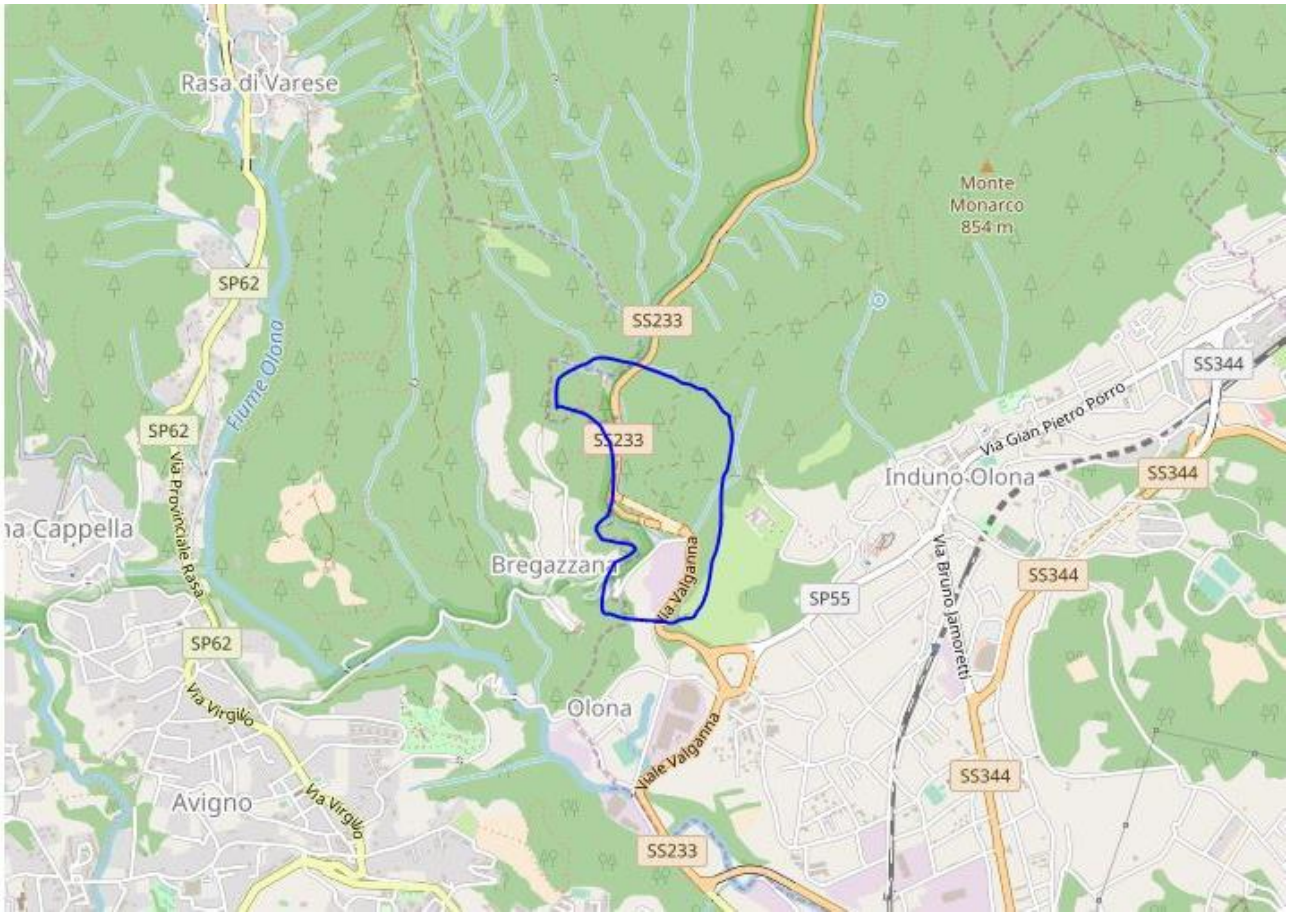 Rasa di Varese
Monte
Monarco
854 m
SP62
Fiume Olona
SS233
SS344
Via Gian Pietro Porro
SP62
SS233
Induno Olona
SS344
Via Provinciale Rasa
na Cappella
Via Valganna
Via Bruno Jamoretti
Bregazzana
SS344
SP55
SP62
Via Virgilio
Olona
Viale Valganna
SS344
Avigno
Via Virgilio
SS233